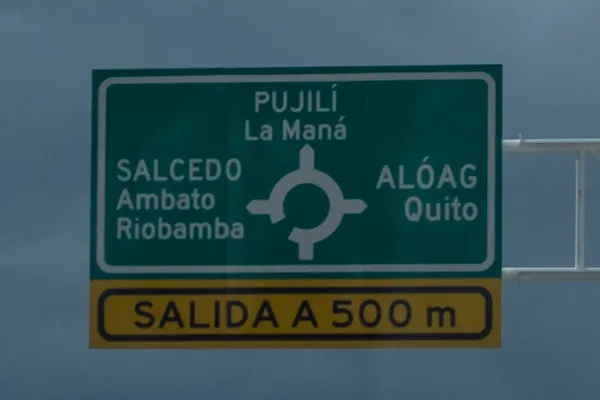 PUJILÍ
La Maná
SALCEDO
Ambato
Riobamba
ALÓAG
Quito
SALIDA A 500 m